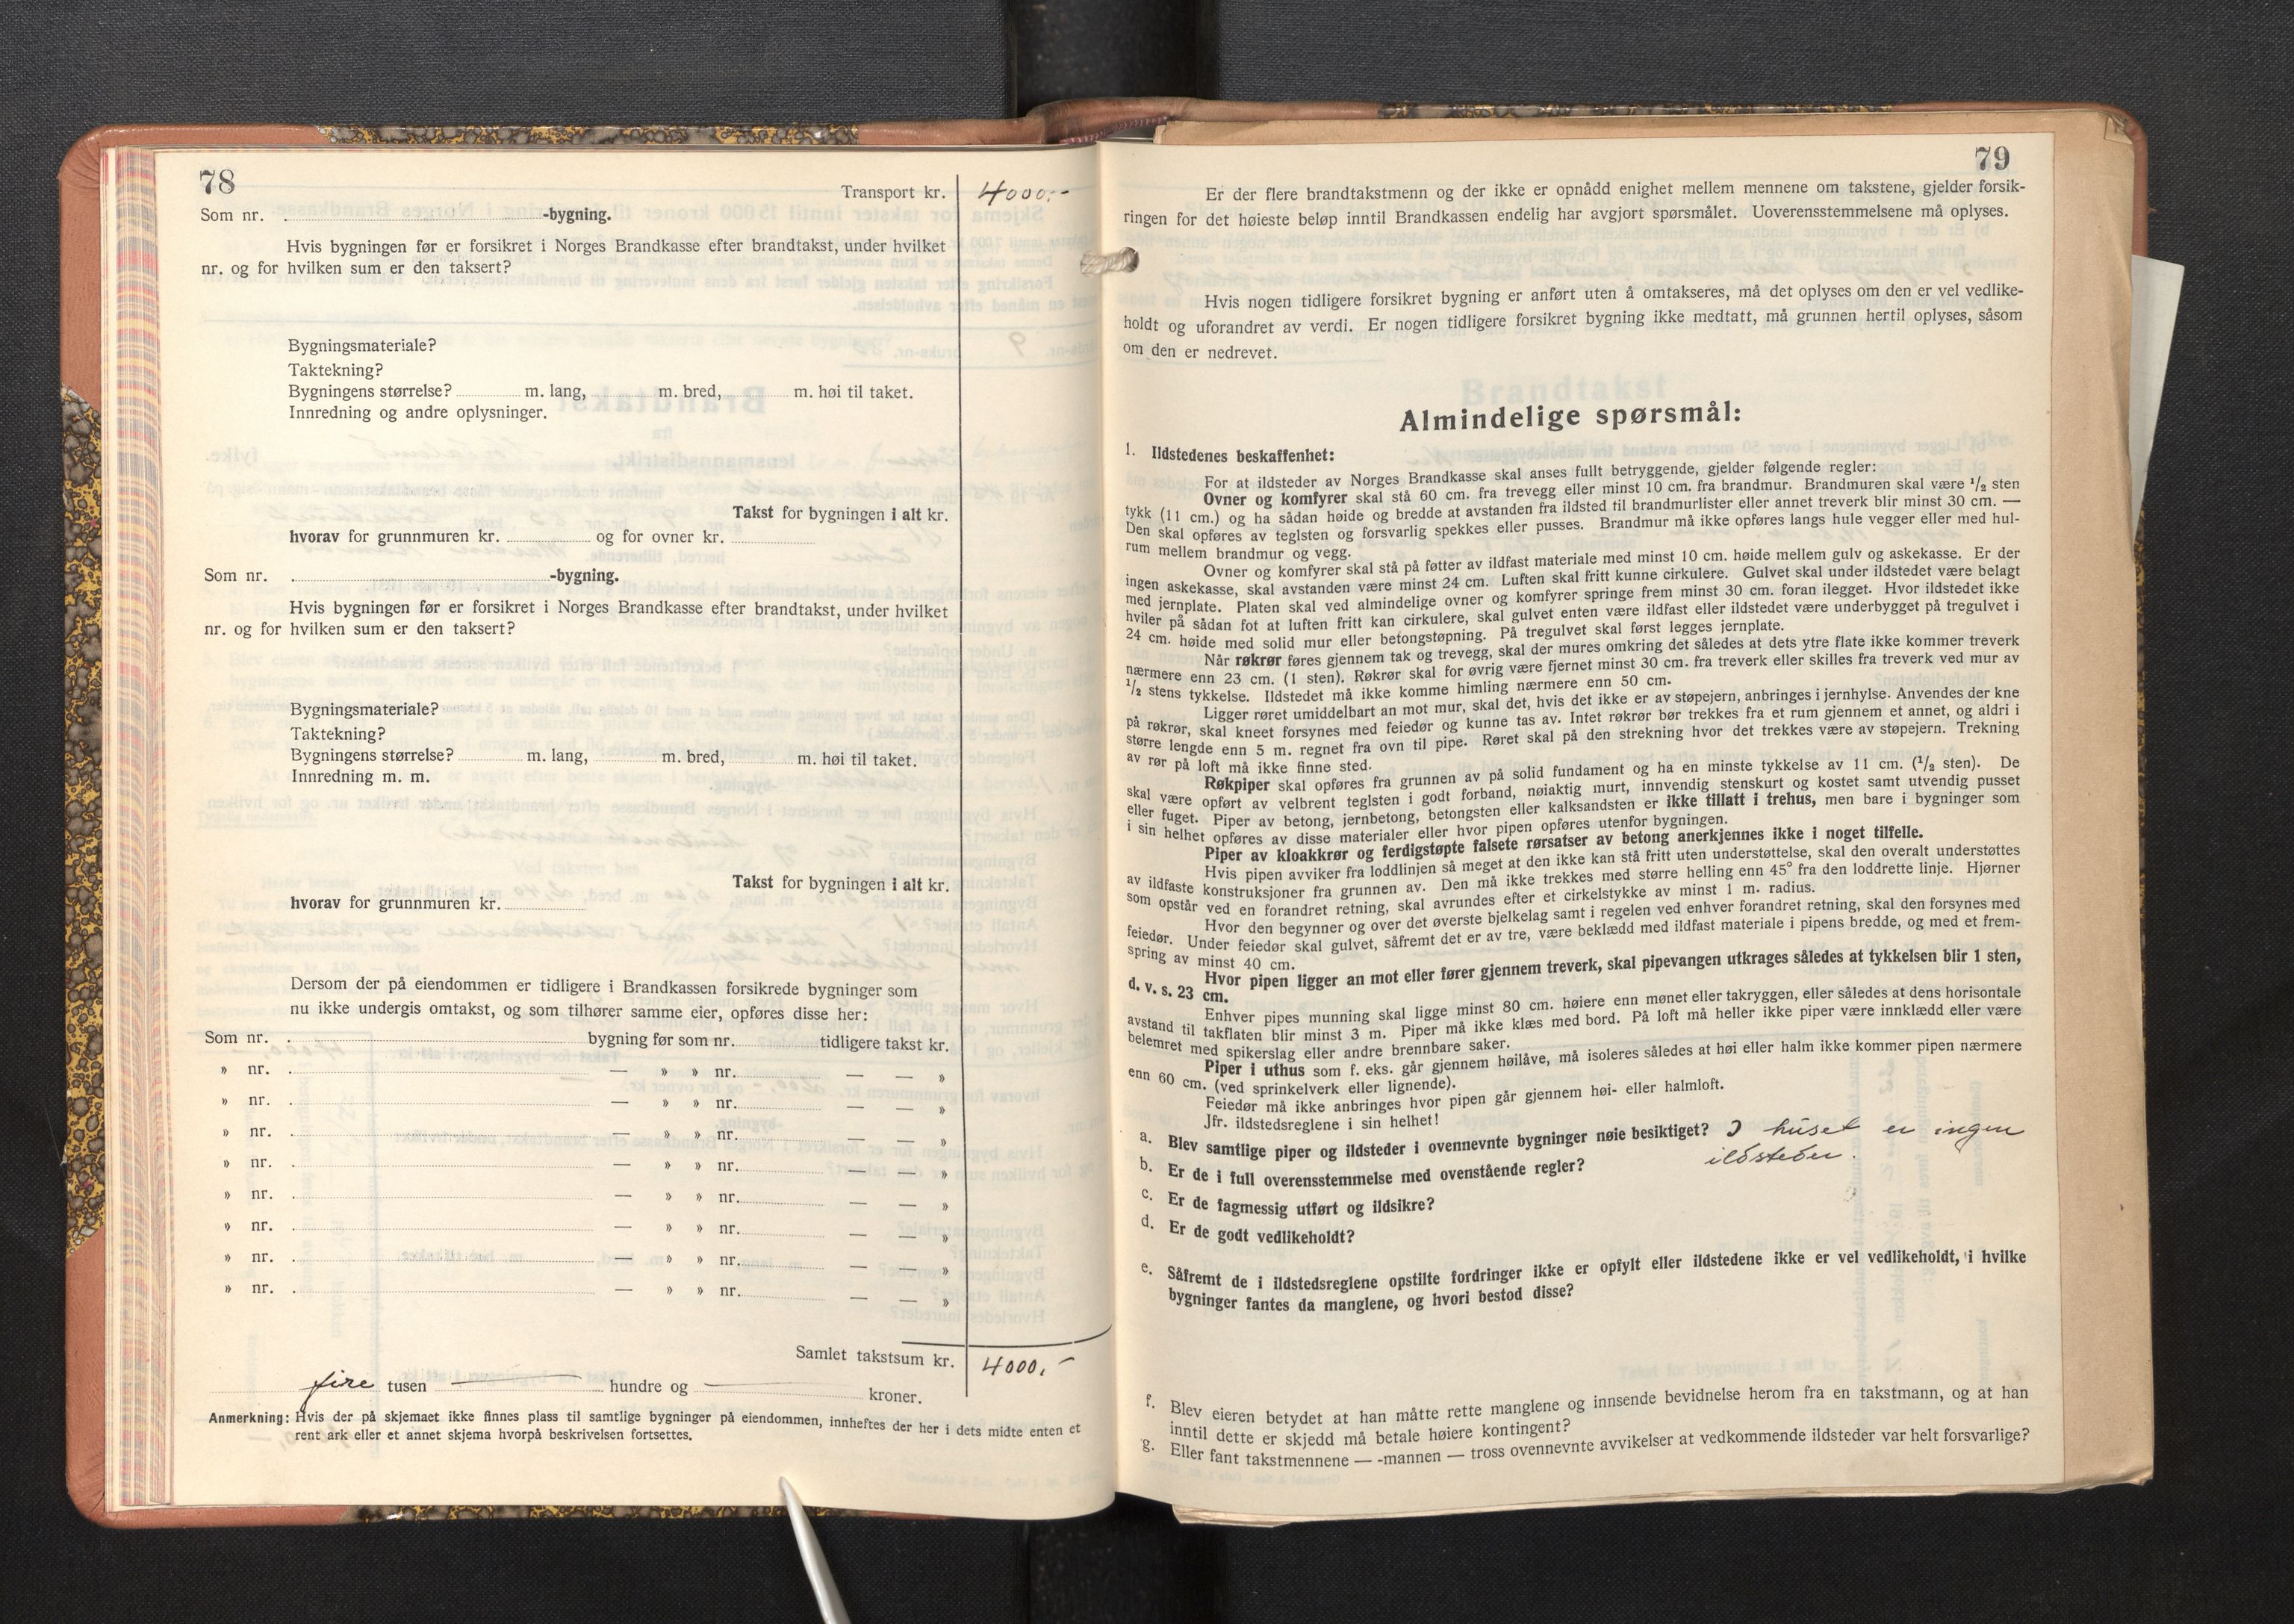 78
Transport kr. 4000.-
Som nr. -bygning.
Hvis bygningen før er forsikret i Norges Brandkasse efter brandtakst, under hvilket
nr. og for hvilken sum er den taksert?
Bygningsmateriale?
Taktekning?
Bygningens størrelse? m. lang, m. bred, m. høi til taket.
Innredning og andre oplysninger.
Takst for bygningen i alt kr.
hvorav for grunnmuren kr. og for ovner kr.
Som nr. -bygning.
Hvis bygningen før er forsikret i Norges Brandkasse efter brandtakst, under hvilket
nr. og for hvilken sum er den taksert?
Bygningsmateriale?
Taktekning?
Bygningens størrelse? m. lang, m. bred, m. høi til taket.
Innredning m. m.
Takst for bygningen i alt kr.
hvorav for grunnmuren kr.
Dersom der på eiendommen er tidligere i Brandkassen forsikrede bygninger som
nu ikke undergis omtakst, og som tilhører samme eier, opføres disse her:
Som nr. bygning før som nr. tidligere takst kr.
» nr. — » » nr. — — »
» nr. — » » nr. — — »
» nr. — » » nr. — — »
» nr. — » » nr. — — »
» nr. — » » nr. — — »
» nr. — » » nr. — — »
» nr. — » » nr. — — »
» nr. — » » nr. — — »
Samlet takstsum kr. 4000.-
fire tusen — hundre og — kroner.
Anmerkning: Hvis der på skjemaet ikke finnes plass til samtlige bygninger på eiendommen, innheftes der her i dets midte enten et
rent ark eller et annet skjema hvorpå beskrivelsen fortsettes.
79
Er der flere brandtakstmenn og der ikke er opnådd enighet mellem mennene om takstene, gjelder forsik-
ringen for det høieste beløp inntil Brandkassen endelig har avgjort spørsmålet. Uoverensstemmelsene må oplyses.
Hvis nogen tidligere forsikret bygning er anført uten å omtakseres, må det oplyses om den er vel vedlike-
holdt og uforandret av verdi. Er nogen tidligere forsikret bygning ikke medtatt, må grunnen hertil oplyses, såsom
om den er nedrevet.
Almindelige spørsmål:
1. Ildstedenes beskaffenhet:
For at ildsteder av Norges Brandkasse skal anses fullt betryggende, gjelder følgende regler:
Ovner og komfyrer skal stå 60 cm. fra trevegg eller minst 10 cm. fra brandmur. Brandmuren skal være 1/2 sten
tykk (11 cm.) og ha sådan høide og bredde at avstanden fra ildsted til brandmurlister eller annet treverk blir minst 30 cm. —
Den skal opføres av teglsten og forsvarlig spekkes eller pusses. Brandmur må ikke opføres langs hule vegger eller med hul-
rum mellem brandmur og vegg.
Ovner og komfyrer skal stå på føtter av ildfast materiale med minst 10 cm. høide mellem gulv og askekasse. Er der
ingen askekasse, skal avstanden være minst 24 cm. Luften skal fritt kunne cirkulere. Gulvet skal under ildstedet være belagt
med jernplate. Platen skal ved almindelige ovner og komfyrer springe frem minst 30 cm. foran ilegget. Hvor ildstedet ikke
hviler på sådan fot at luften fritt kan cirkulere, skal gulvet enten være ildfast eller ildstedet være underbygget på tregulvet i
24 cm. høide med solid mur eller betongstøpning. På tregulvet skal først legges jernplate.
Når røkrør føres gjennem tak og trevegg, skal der mures omkring det således at dets ytre flate ikke kommer treverk
nærmere enn 23 cm. (1 sten). Røkrør skal for øvrig være fjernet minst 30 cm. fra treverk eller skilles fra treverk ved mur av
1/2 stens tykkelse. Ildstedet må ikke komme himling nærmere enn 50 cm.
Ligger røret umiddelbart an mot mur, skal det, hvis det ikke er av støpejern, anbringes i jernhylse. Anvendes der kne
på røkrør, skal kneet forsynes med feiedør og kunne tas av. Intet røkrør bør trekkes fra et rum gjennem et annet, og aldri i
større lengde enn 5 m. regnet fra ovn til pipe. Røret skal på den strekning hvor det trekkes være av støpejern. Trekning
av rør på loft må ikke finne sted.
Røkpiper skal opføres fra grunnen av på solid fundament og ha en minste tykkelse av 11 cm. (1/2 sten). De
skal være opført av velbrent teglsten i godt forband, nøiaktig murt, innvendig stenskurt og kostet samt utvendig pusset
eller fuget. Piper av betong, jernbetong, betongsten eller kalksandsten er ikke tillatt i trehus, men bare i bygninger som
i sin helhet opføres av disse materialer eller hvor pipen opføres utenfor bygningen.
Piper av kloakkrør og ferdigstøpte falsete rørsatser av betong anerkjennes ikke i noget tilfelle.
Hvis pipen avviker fra loddlinjen så meget at den ikke kan stå fritt uten understøttelse, skal den overalt understøttes
av ildfaste konstruksjoner fra grunnen av. Den må ikke trekkes med større helling enn 45° fra den loddrette linje. Hjørner
som opstår ved en forandret retning, skal avrundes efter et cirkelstykke av minst 1 m. radius.
Hvor den begynner og over det øverste bjelkelag samt i regelen ved enhver forandret retning, skal den forsynes med
feiedør. Under feiedør skal gulvet, såfremt det er av tre, være beklædd med ildfast materiale i pipens bredde, og med et frem-
spring av minst 40 cm.
Hvor pipen ligger an mot eller fører gjennem treverk, skal pipevangen utkrages således at tykkelsen blir 1 sten,
d. v. s. 23 cm.
Enhver pipes munning skal ligge minst 80 cm. høiere enn mønet eller takryggen, eller således at dens horisontale
avstand til takflaten blir minst 3 m. Piper må ikke klæs med bord. På loft må heller ikke piper være innklædd eller være
belemret med spikerslag eller andre brennbare saker.
Piper i uthus som f. eks. går gjennem høilåve, må isoleres således at høi eller halm ikke kommer pipen nærmere
enn 60 cm. (ved sprinkelverk eller lignende).
Feiedør må ikke anbringes hvor pipen går gjennem høi- eller halmloft.
Jfr. ildstedsreglene i sin helhet!
a. Blev samtlige piper og ildsteder i ovennevnte bygninger nøie besiktiget? I huset er ingen
ildsteder.
b. Er de i full overensstemmelse med ovenstående regler?
c. Er de fagmessig utført og ildsikre?
d. Er de godt vedlikeholdt?
e. Såfremt de i ildstedsreglene opstilte fordringer ikke er opfylt eller ildstedene ikke er vel vedlikeholdt, i hvilke
bygninger fantes da manglene, og hvori bestod disse?
f. Blev eieren betydet at han måtte rette manglene og innsende bevidnelse herom fra en takstmann, og at han
inntil dette er skjedd må betale høiere kontingent?
g. Eller fant takstmennene — -mannen — tross ovennevnte avvikelser at vedkommende ildsteder var helt forsvarlige?